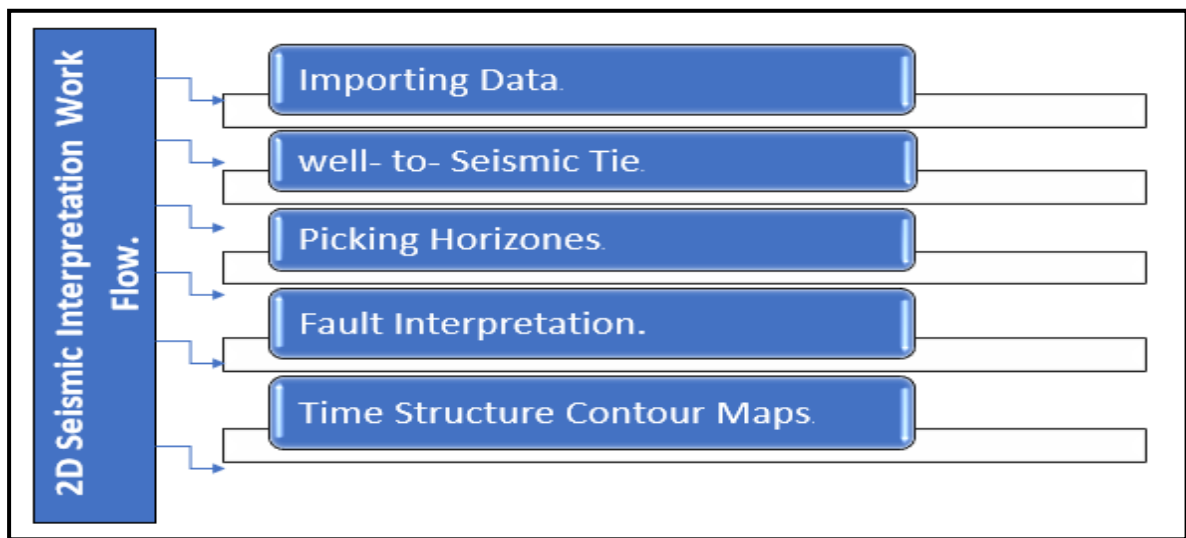 2D Seismic Interpretation Work
Flow.
Importing Data.
well- to- Seismic Tie.
Picking Horizones.
Fault Interpretation.
Time Structure Contour Maps.